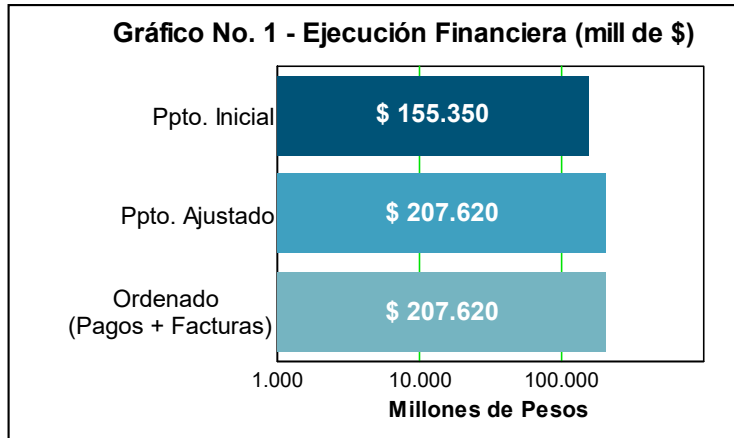 Gráfico No. 1 - Ejecución Financiera (mill de $)
Ppto. Inicial
$ 155.350
Ppto. Ajustado
$ 207.620
Ordenado
(Pagos + Facturas)
$ 207.620
1.000
10.000
100.000
Millones de Pesos